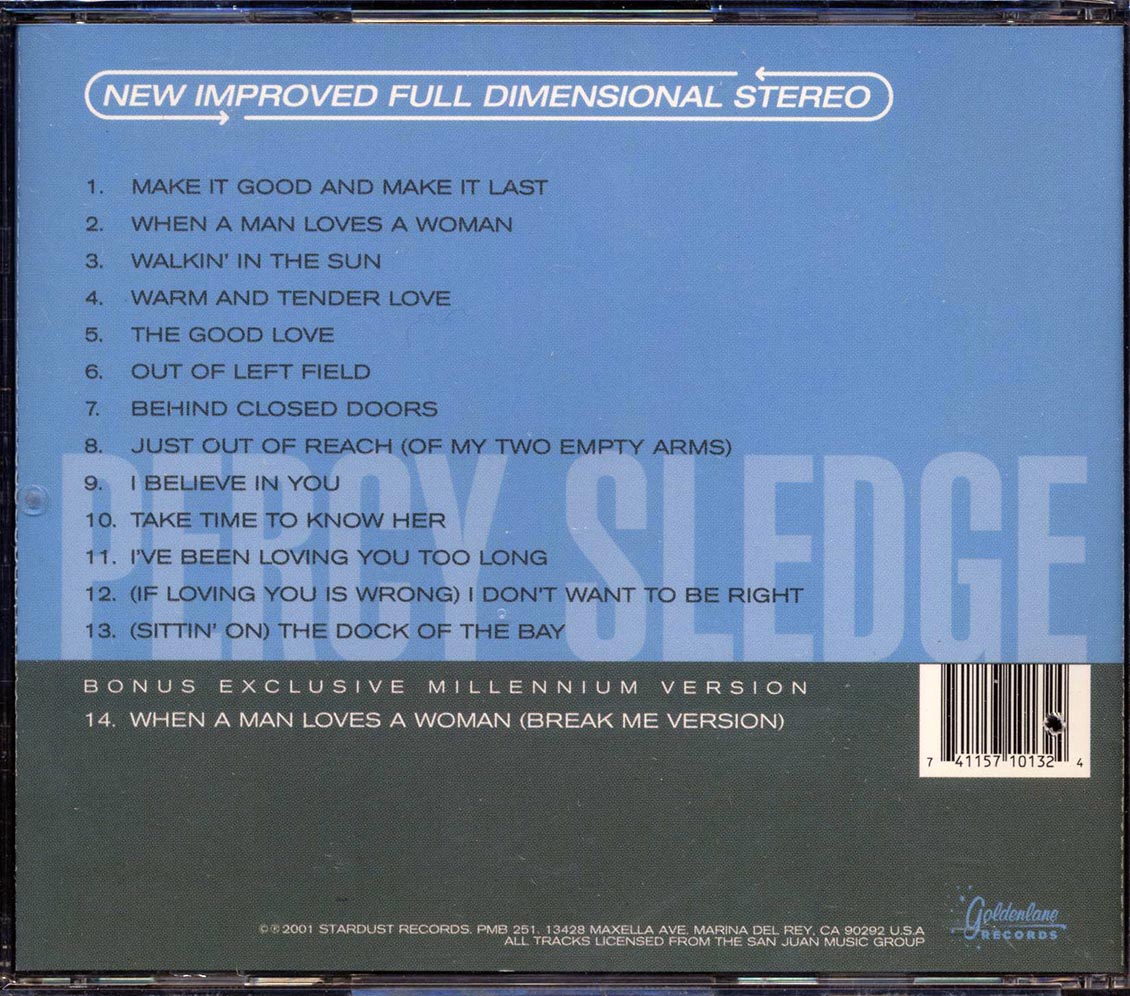 NEW IMPROVED FULL DIMENSIONAL STEREO
1. MAKE IT GOOD AND MAKE IT LAST
2. WHEN A MAN LOVES A WOMAN
3. WALKIN' IN THE SUN
4. WARM AND TENDER LOVE
5. THE GOOD LOVE
6. OUT OF LEFT FIELD
7. BEHIND CLOSED DOORS
8. JUST OUT OF REACH (OF MY TWO EMPTY ARMS)
9. I BELIEVE IN YOU
10. TAKE TIME TO KNOW HER
11. I'VE BEEN LOVING YOU TOO LONG
12. (IF LOVING YOU IS WRONG) I DON'T WANT TO BE RIGHT
13. (SITTIN' ON) THE DOCK OF THE BAY
PERCY SLEDGE
BONUS EXCLUSIVE MILLENNIUM VERSION
14. WHEN A MAN LOVES A WOMAN (BREAK ME VERSION)
7 41157 10132 4
©℗2001 STARDUST RECORDS. PMB 251, 13428 MAXELLA AVE. MARINA DEL REY, CA 90292 U.S.A
ALL TRACKS LICENSED FROM THE SAN JUAN MUSIC GROUP
Goldenlane
RECORDS